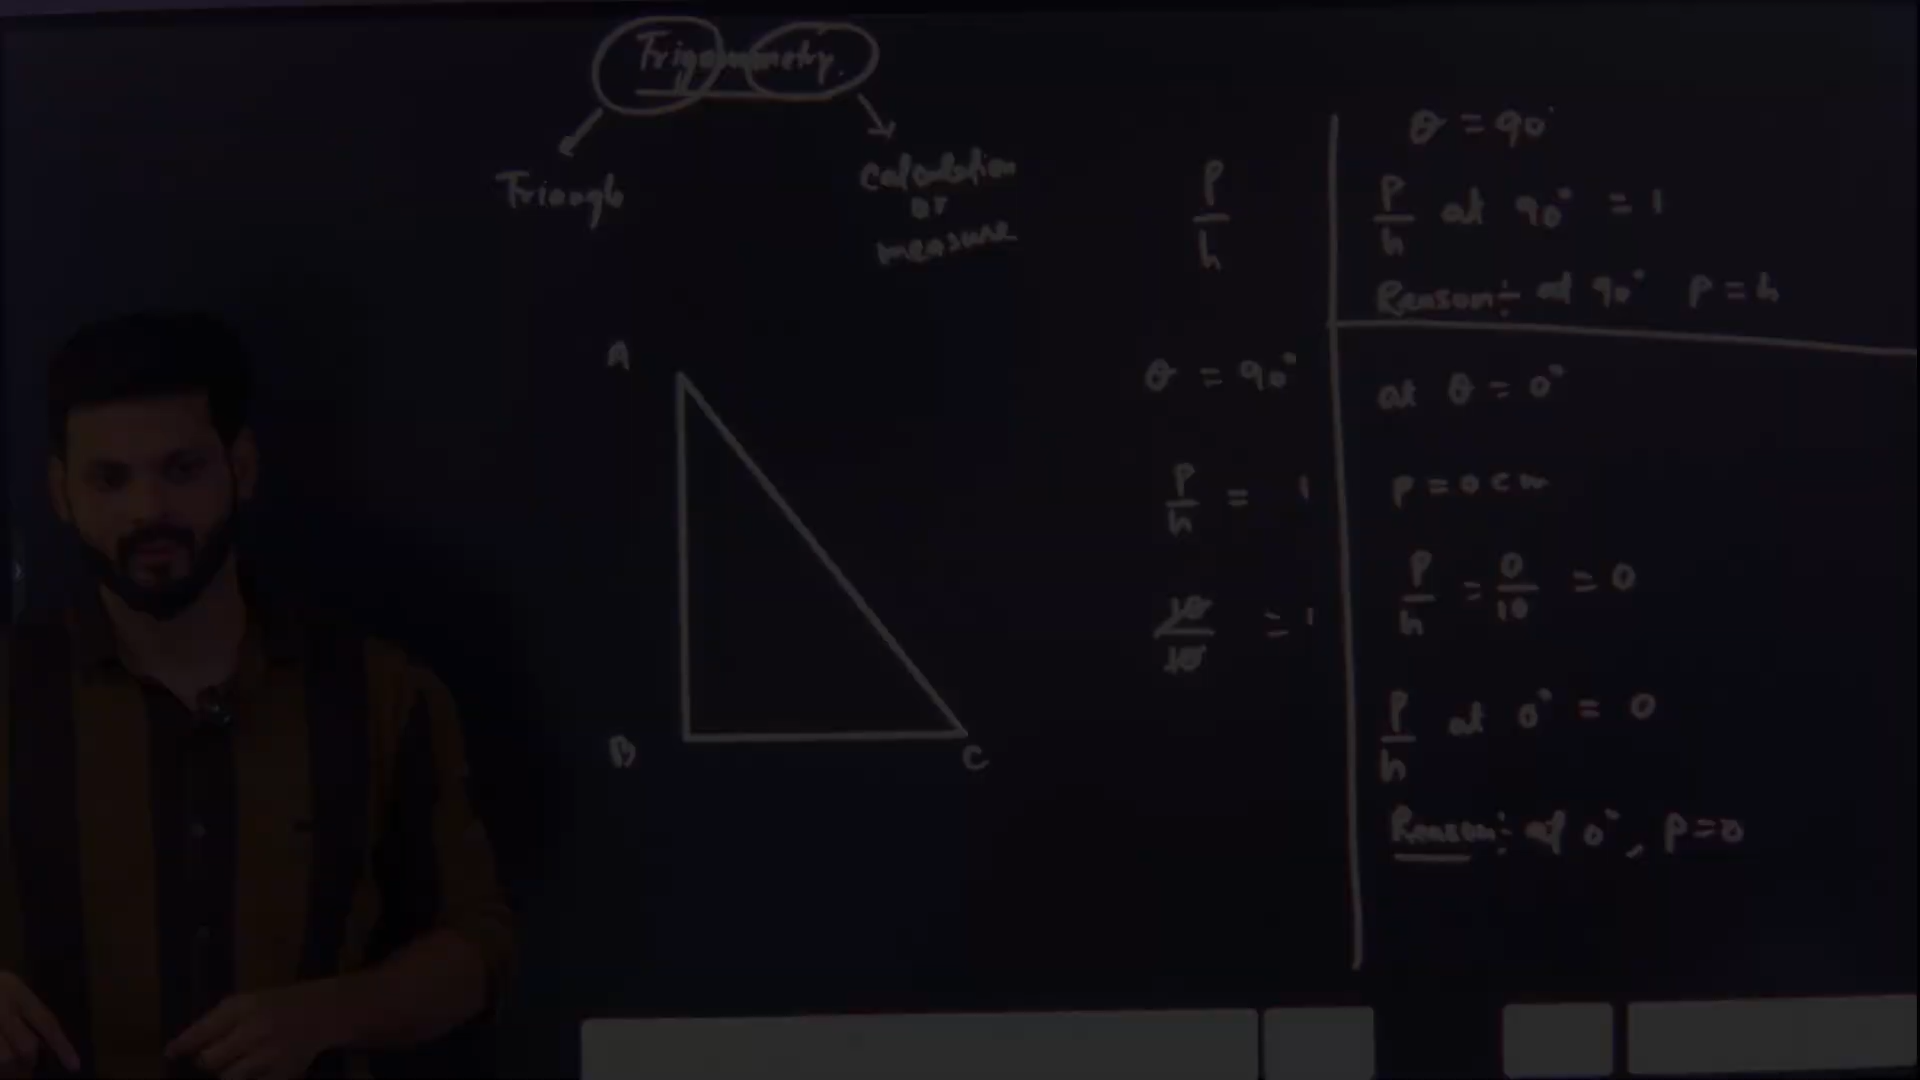 Trigonometry
Triangle
calculation
or
measure
A
B
C
P/h
θ = 90°
P/h = 1
10/10 = 1
θ = 90°
P/h at 90° = 1
Reason:- at 90° P = h
at θ = 0°
P = 0 cm
P/h = 0/10 = 0
P/h at 0° = 0
Reason:- at 0°, P = 0